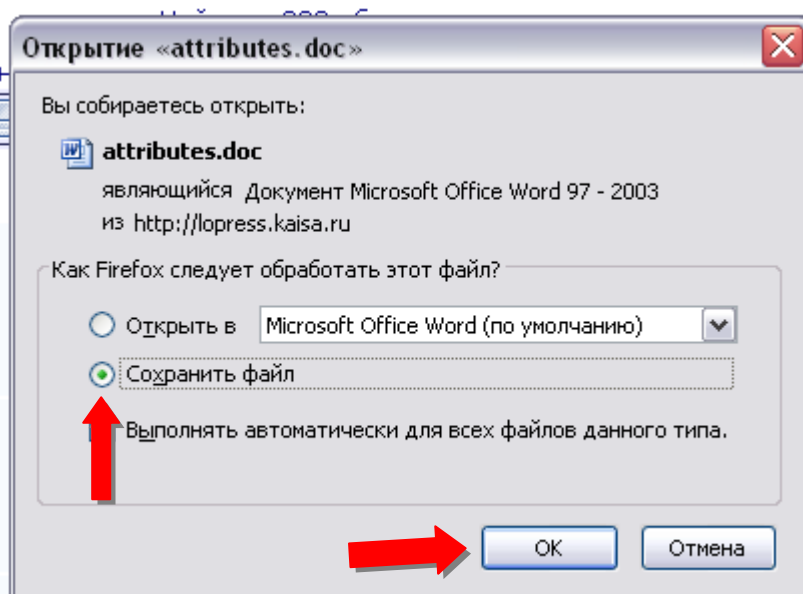 Открытие «attributes.doc»
Вы собираетесь открыть:
attributes.doc
являющийся Документ Microsoft Office Word 97 - 2003
из http://lopress.kaisa.ru
Как Firefox следует обработать этот файл?
Открыть в Microsoft Office Word (по умолчанию)
Сохранить файл
Выполнять автоматически для всех файлов данного типа.
OK Отмена